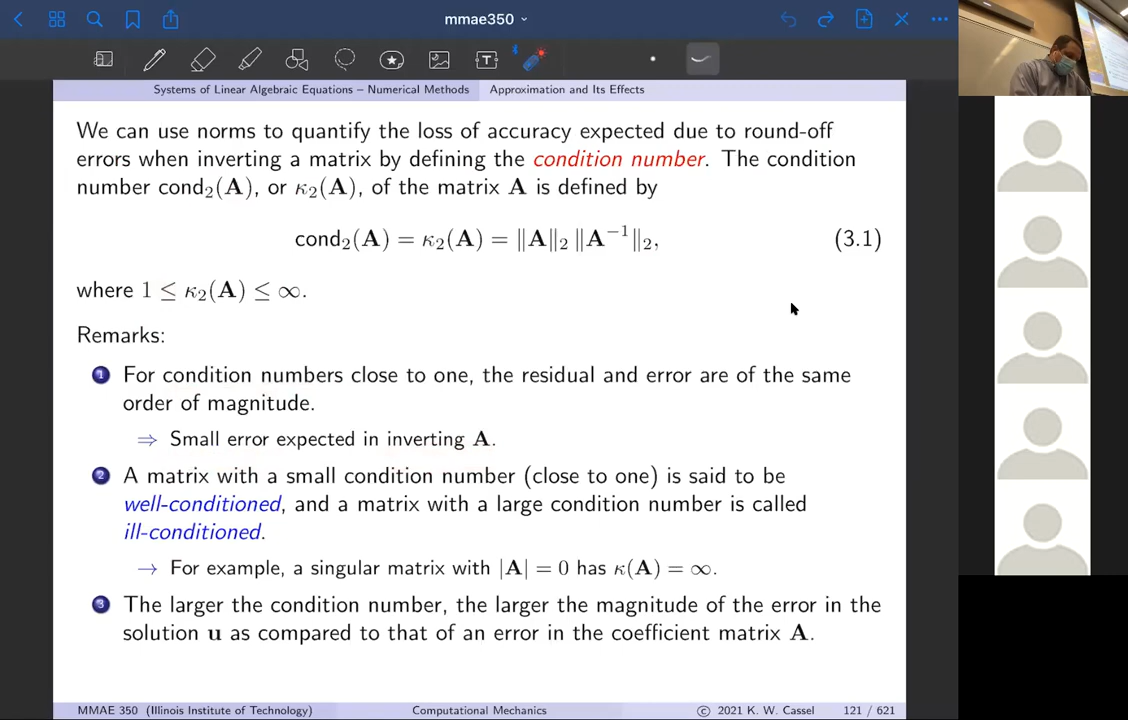 mmae350
Systems of Linear Algebraic Equations – Numerical Methods Approximation and Its Effects
We can use norms to quantify the loss of accuracy expected due to round-off
errors when inverting a matrix by defining the condition number. The condition
number cond₂(A), or κ₂(A), of the matrix A is defined by
cond₂(A) = κ₂(A) = ‖A‖₂ ‖A⁻¹‖₂, (3.1)
where 1 ≤ κ₂(A) ≤ ∞.
Remarks:
1 For condition numbers close to one, the residual and error are of the same
order of magnitude.
⇒ Small error expected in inverting A.
2 A matrix with a small condition number (close to one) is said to be
well-conditioned, and a matrix with a large condition number is called
ill-conditioned.
→ For example, a singular matrix with |A| = 0 has κ(A) = ∞.
3 The larger the condition number, the larger the magnitude of the error in the
solution u as compared to that of an error in the coefficient matrix A.
MMAE 350 (Illinois Institute of Technology) Computational Mechanics © 2021 K. W. Cassel 121 / 621